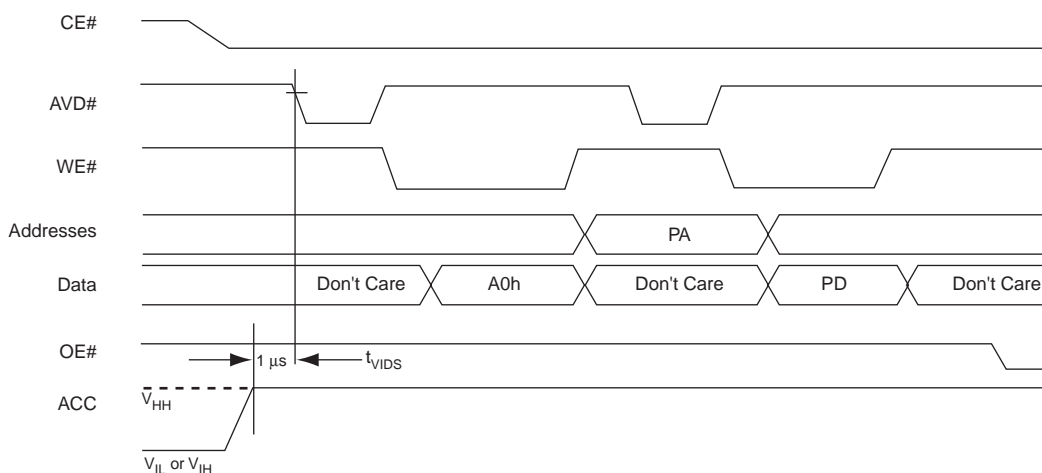 CE#
AVD#
WE#
Addresses
PA
Data
Don't Care
A0h
Don't Care
PD
Don't Care
OE#
1 μs
tVIDS
ACC
VHH
VIL or VIH